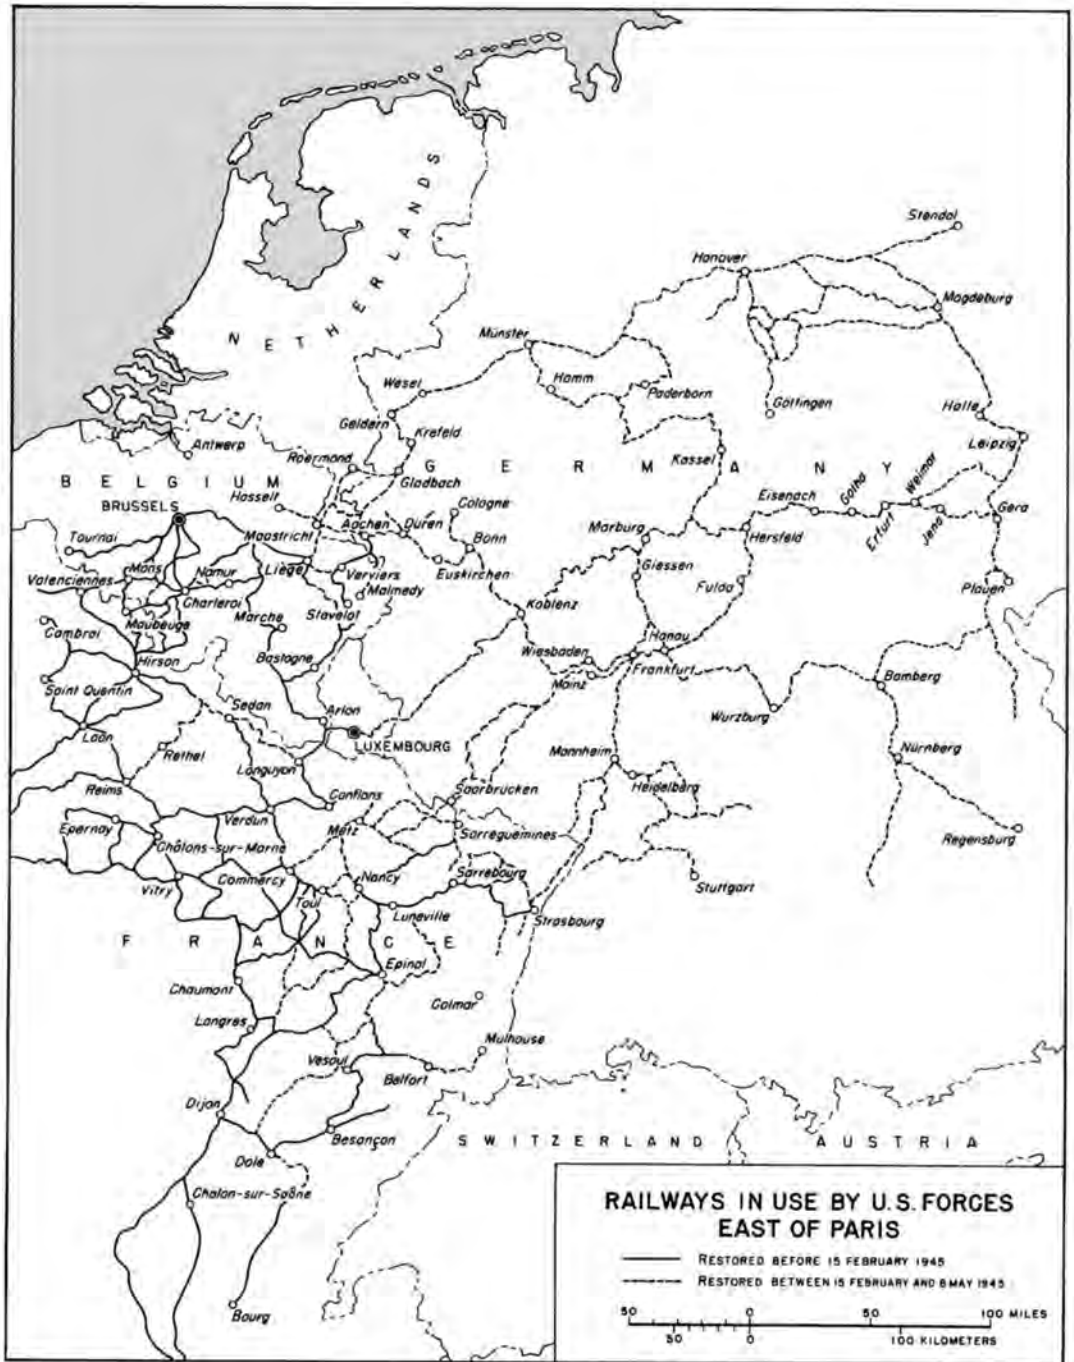 NETHERLANDS
Stendal
Hanover
Magdeburg
Münster
Wesel
Hamm
Paderborn
Göttingen
Halle
Geldern
Krefeld
Leipzig
Antwerp
Roermond
GERMANY
Kassel
BELGIUM
Gladbach
Hasselt
Cologne
Eisenach
Gotha
Weimar
BRUSSELS
Maastricht
Aachen
Düren
Marburg
Hersfeld
Erfurt
Jena
Gera
Tournai
Bonn
Mons
Namur
Liège
Verviers
Euskirchen
Giessen
Valenciennes
Malmedy
Fulda
Plauen
Charleroi
Maubeuge
Marche
Stavelot
Koblenz
Cambrai
Hanau
Hirson
Bastogne
Wiesbaden
Frankfurt
Mainz
Bamberg
Saint Quentin
Sedan
Arlon
Wurzburg
Laon
Rethel
LUXEMBOURG
Mannheim
Nürnberg
Longuyon
Reims
Conflans
Saarbrücken
Heidelberg
Epernay
Verdun
Metz
Sarreguemines
Regensburg
Châlons-sur-Marne
Vitry
Commercy
Nancy
Sarrebourg
Stuttgart
Toul
Luneville
Strasbourg
FRANCE
Epinal
Chaumont
Colmar
Langres
Mulhouse
Vesoul
Belfort
Dijon
Besançon
SWITZERLAND
AUSTRIA
Dole
Chalon-sur-Saône
Bourg
RAILWAYS IN USE BY U.S. FORCES
EAST OF PARIS
RESTORED BEFORE 15 FEBRUARY 1945
RESTORED BETWEEN 15 FEBRUARY AND 8 MAY 1945
50 0 50 100 MILES
50 0 100 KILOMETERS